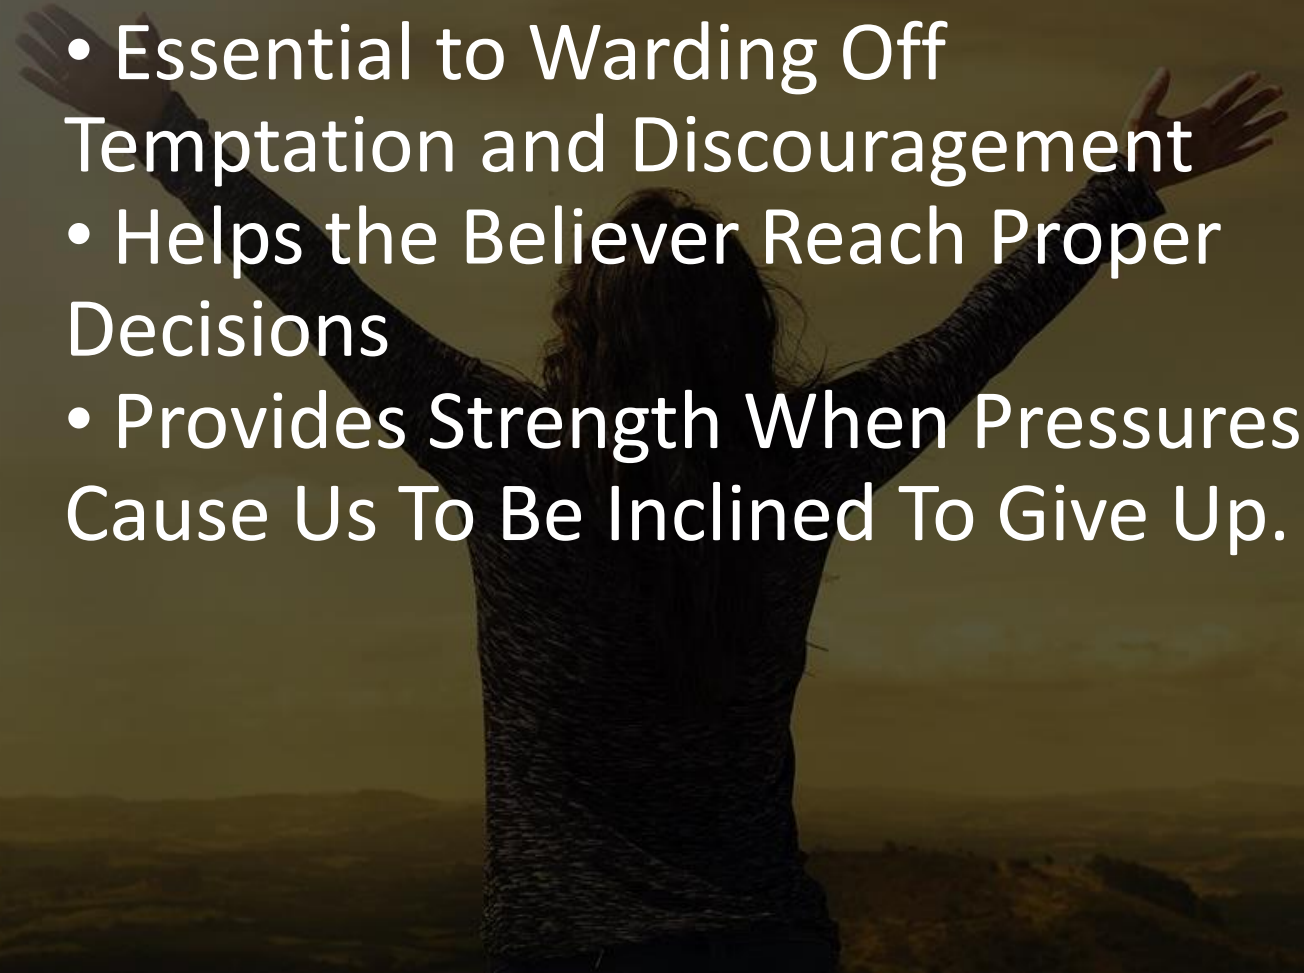 • Essential to Warding Off
Temptation and Discouragement
• Helps the Believer Reach Proper
Decisions
• Provides Strength When Pressures
Cause Us To Be Inclined To Give Up.